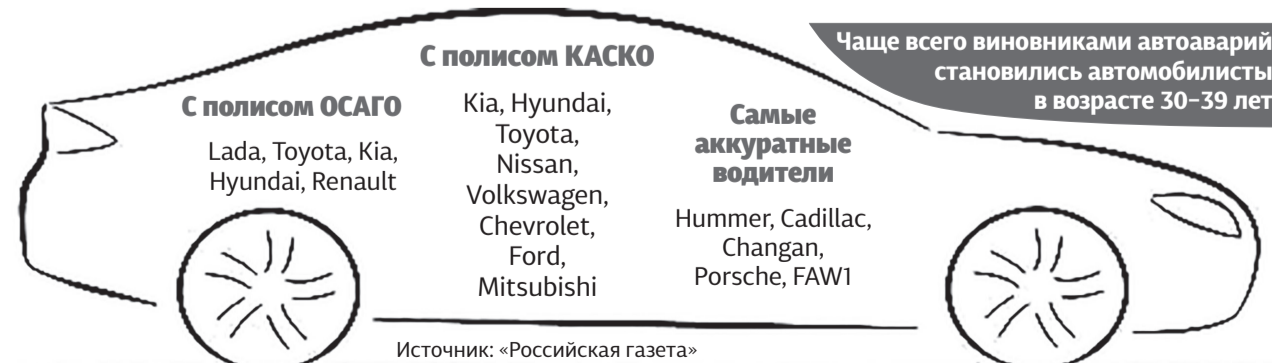 Чаще всего виновниками автоаварий
становились автомобилисты
в возрасте 30–39 лет
С полисом ОСАГО
Lada, Toyota, Kia,
Hyundai, Renault
С полисом КАСКО
Kia, Hyundai,
Toyota,
Nissan,
Volkswagen,
Chevrolet,
Ford,
Mitsubishi
Самые
аккуратные
водители
Hummer, Cadillac,
Changan,
Porsche, FAW1
Источник: «Российская газета»